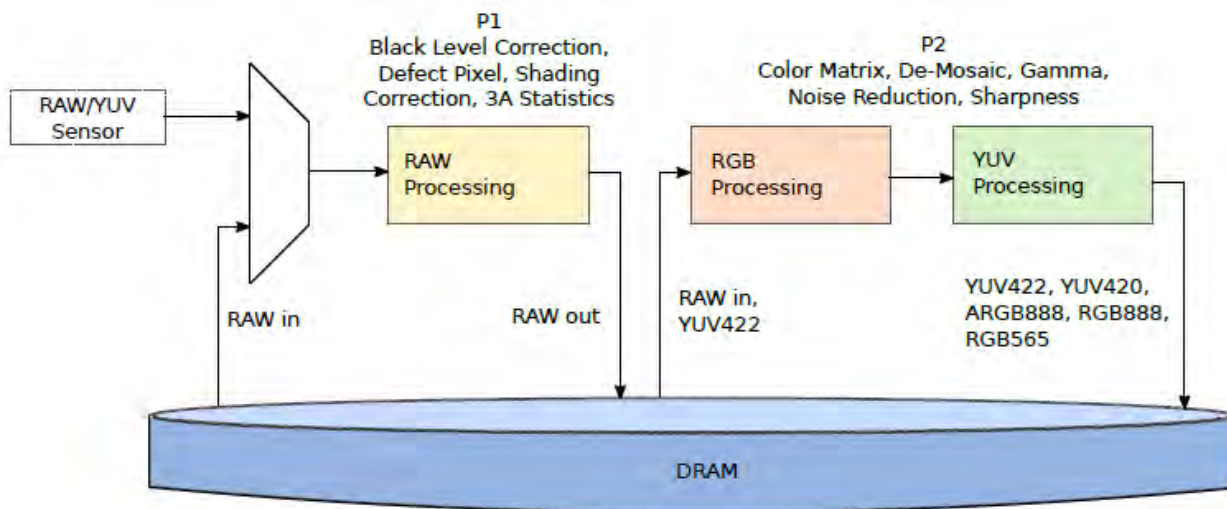 P1
Black Level Correction,
Defect Pixel, Shading
Correction, 3A Statistics
P2
Color Matrix, De-Mosaic, Gamma,
Noise Reduction, Sharpness
RAW/YUV
Sensor
RAW
Processing
RGB
Processing
YUV
Processing
RAW in
RAW out
RAW in,
YUV422
YUV422, YUV420,
ARGB888, RGB888,
RGB565
DRAM